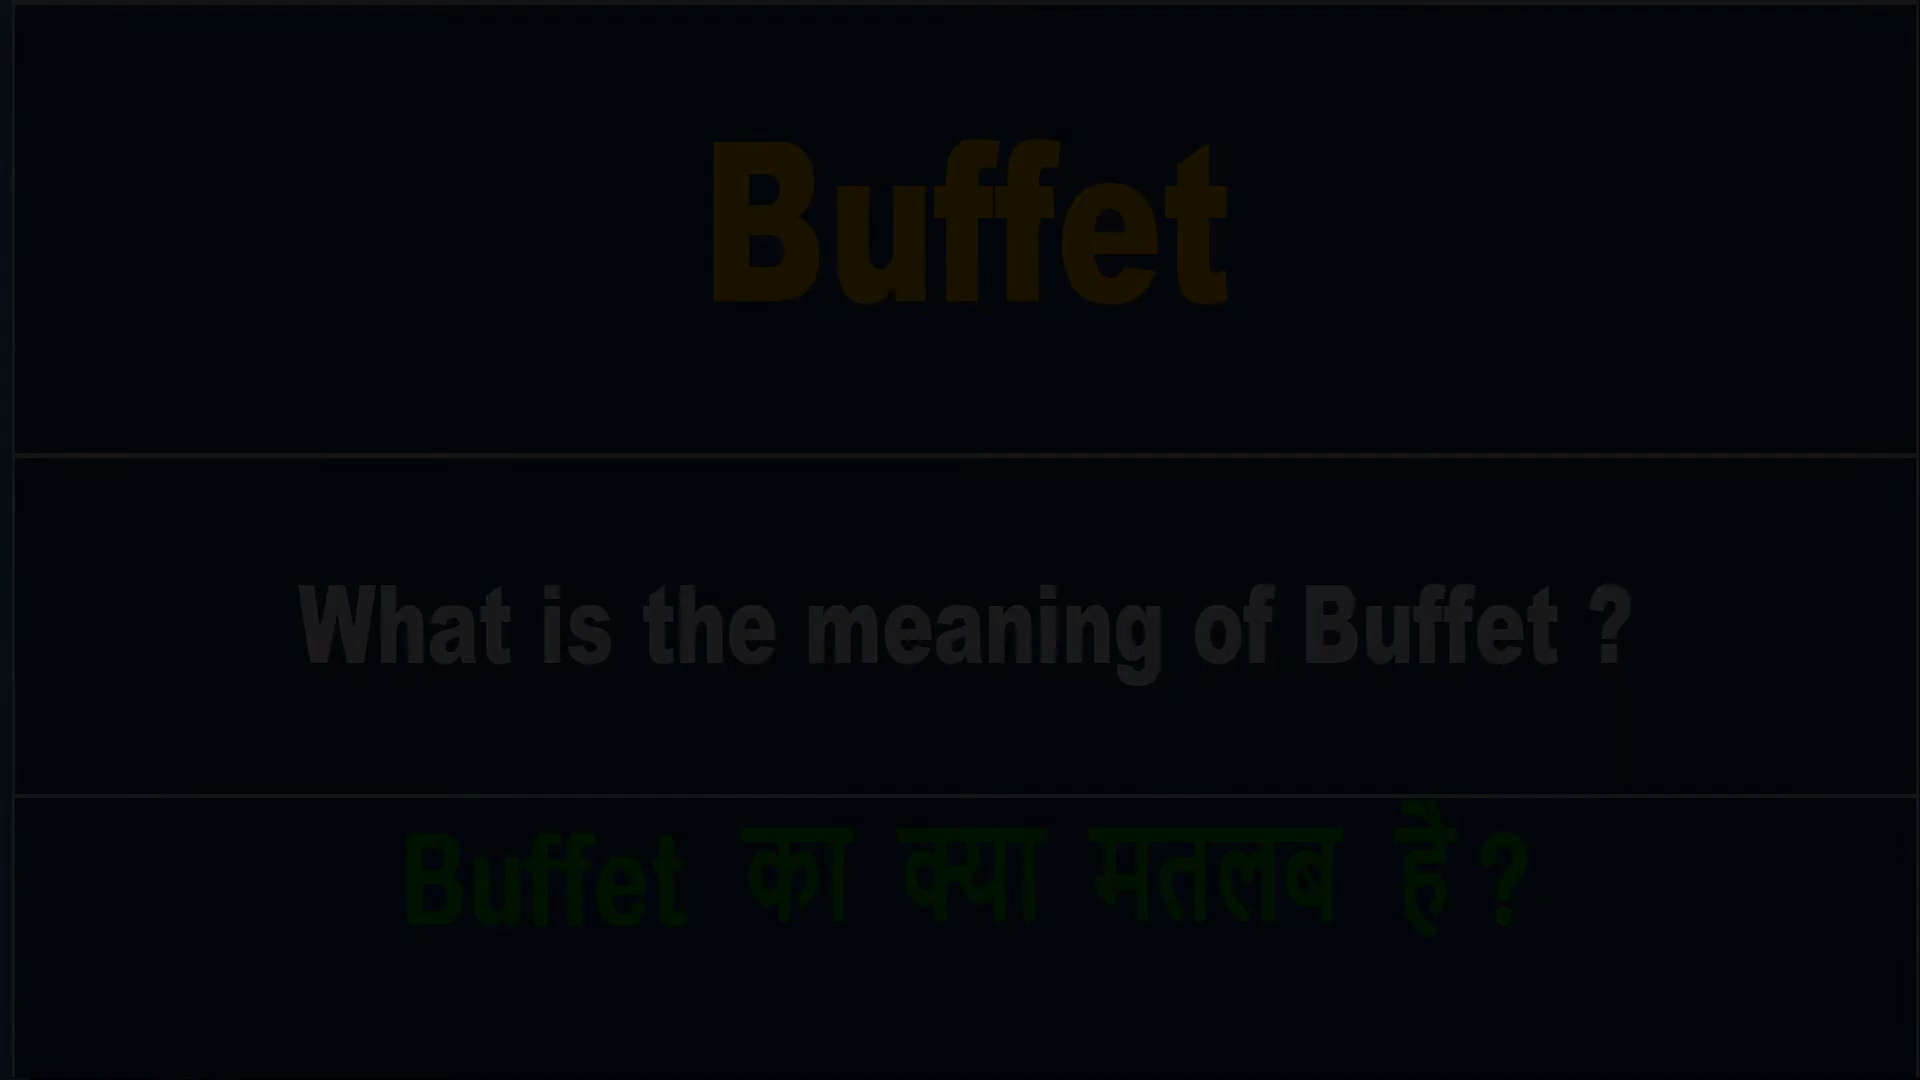 Buffet
What is the meaning of Buffet ?
Buffet का क्या मतलब है ?